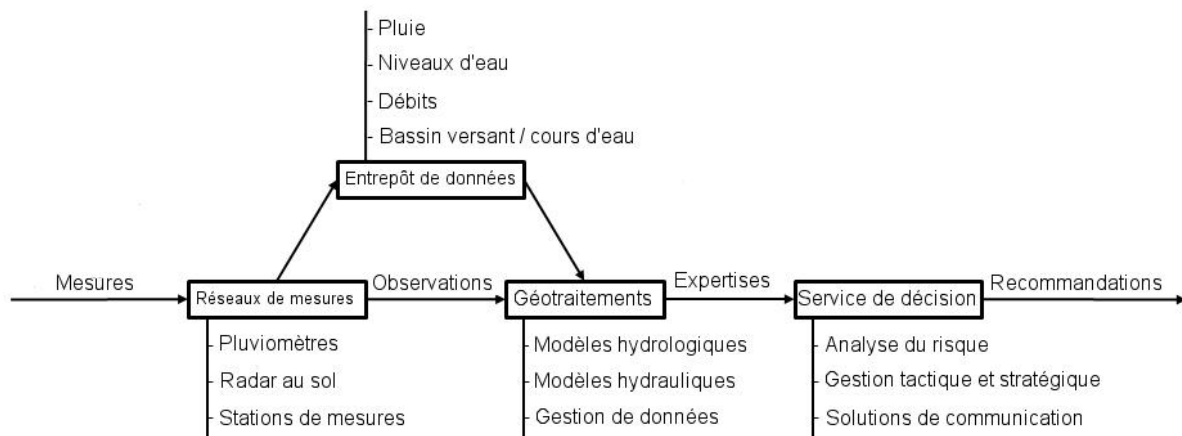 - Pluie
- Niveaux d'eau
- Débits
- Bassin versant / cours d'eau
Entrepôt de données
Mesures
Réseaux de mesures
Observations
Géotraitements
Expertises
Service de décision
Recommandations
- Pluviomètres
- Radar au sol
- Stations de mesures
- Modèles hydrologiques
- Modèles hydrauliques
- Gestion de données
- Analyse du risque
- Gestion tactique et stratégique
- Solutions de communication